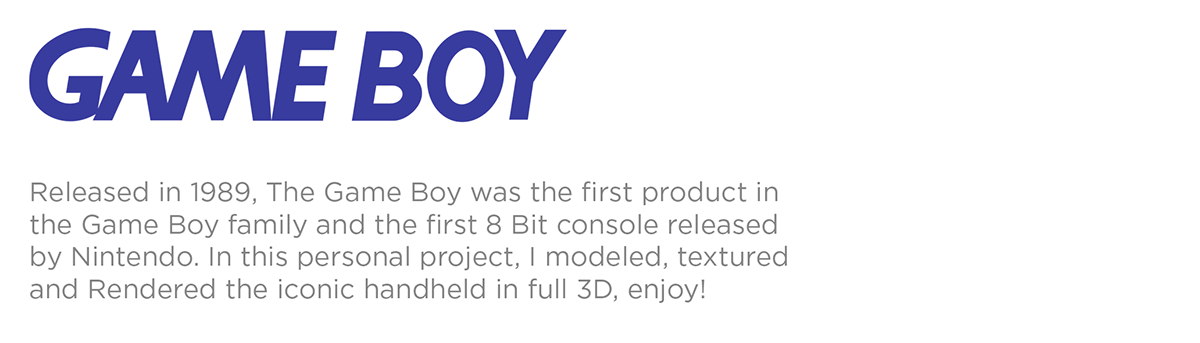 GAME BOY
Released in 1989, The Game Boy was the first product in
the Game Boy family and the first 8 Bit console released
by Nintendo. In this personal project, I modeled, textured
and Rendered the iconic handheld in full 3D, enjoy!